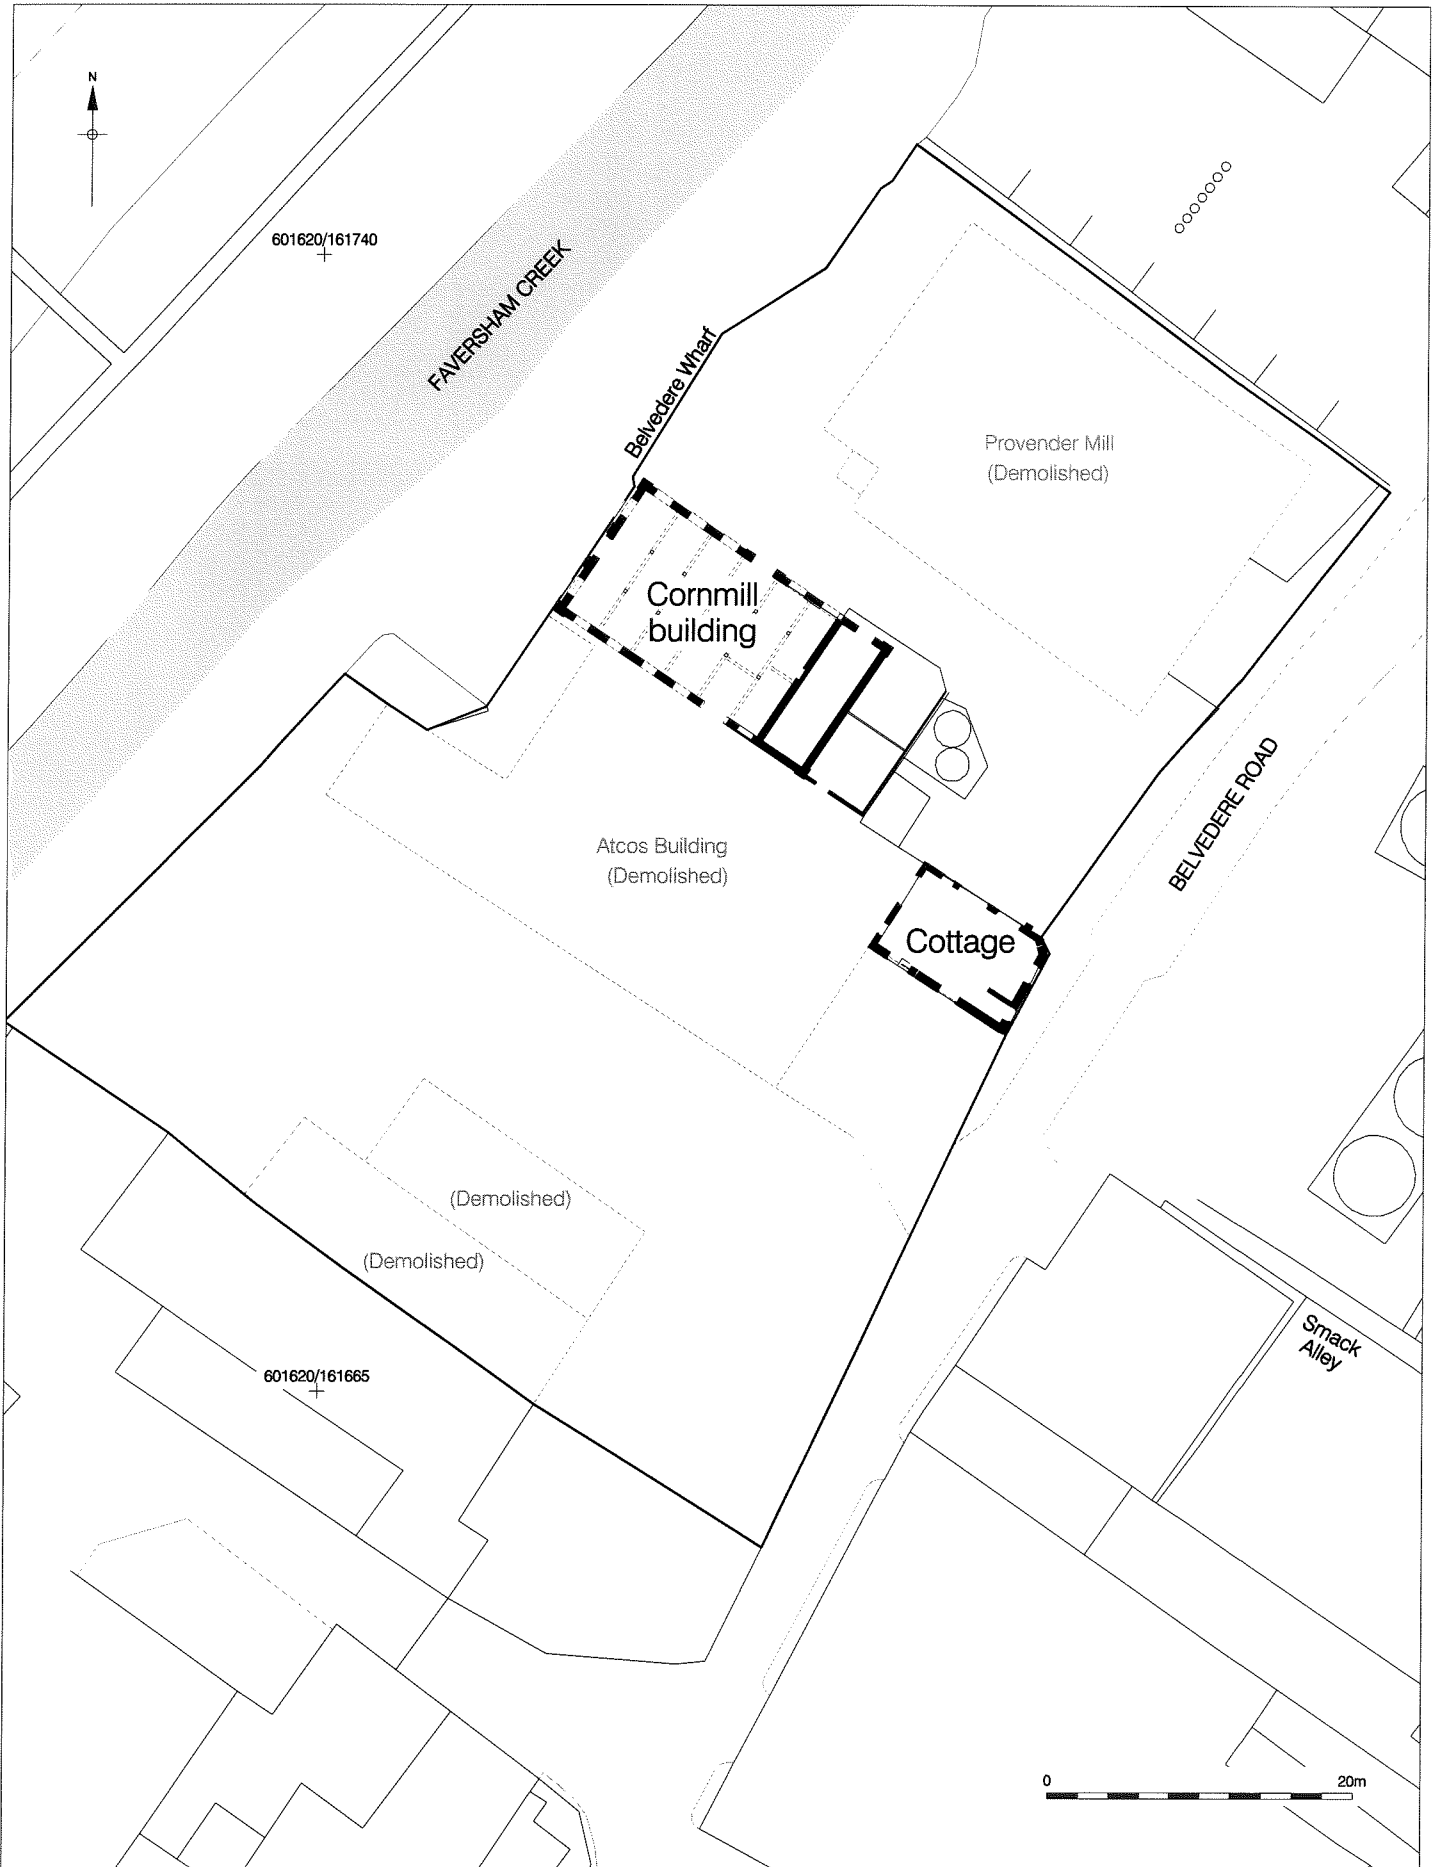 N
601620/161740
FAVERSHAM CREEK
Belvedere Wharf
Provender Mill
(Demolished)
Cornmill
building
BELVEDERE ROAD
Atcos Building
(Demolished)
Cottage
(Demolished)
(Demolished)
Smack
Alley
601620/161665
0 20m